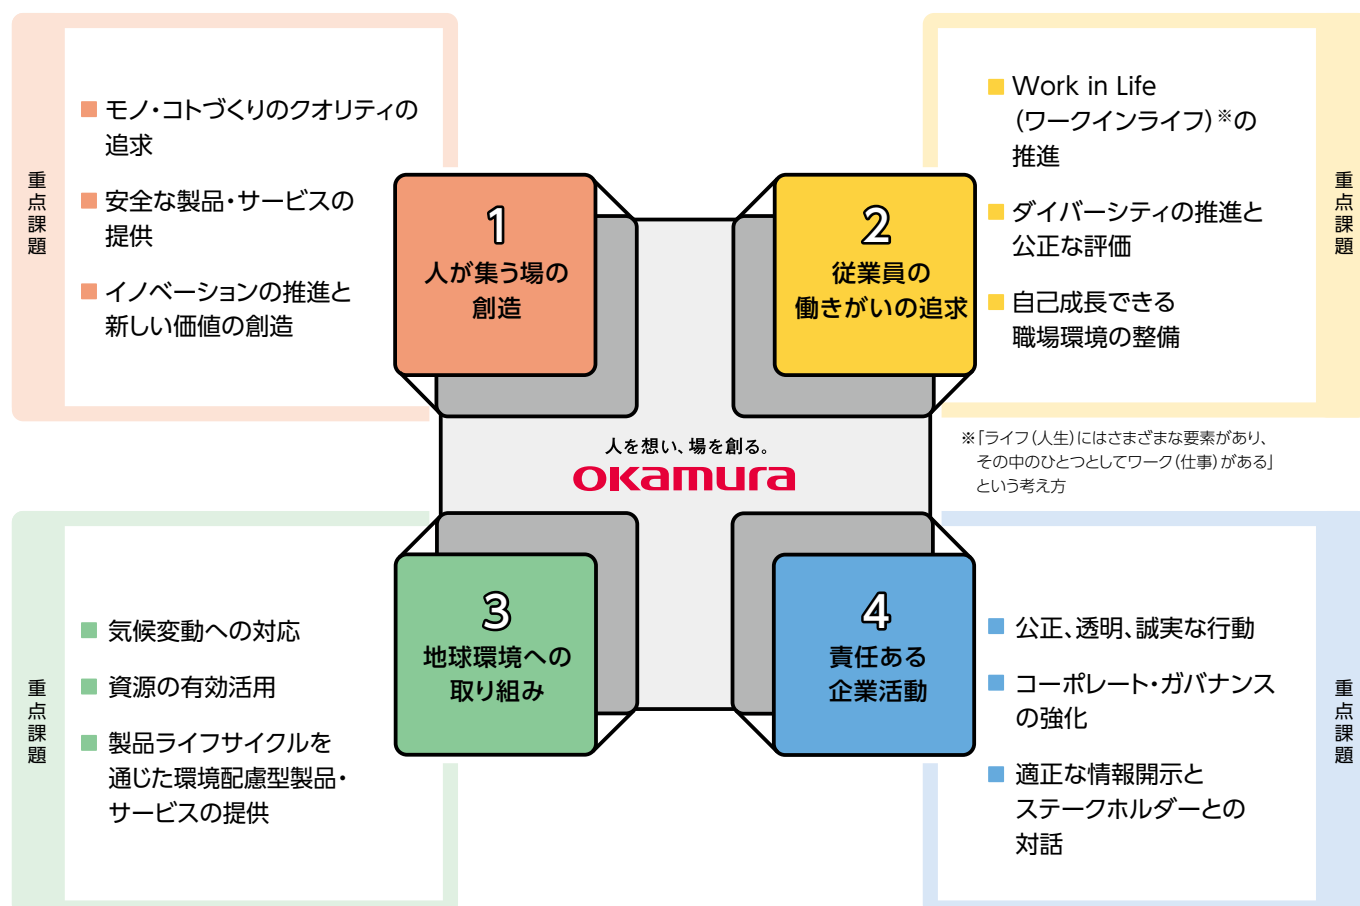 重点課題
モノ・コトづくりのクオリティの
追求
安全な製品・サービスの
提供
イノベーションの推進と
新しい価値の創造
1
人が集う場の
創造
2
従業員の
働きがいの追求
Work in Life
(ワークインライフ)※の
推進
ダイバーシティの推進と
公正な評価
自己成長できる
職場環境の整備
重点課題
※「ライフ(人生)にはさまざまな要素があり、
その中のひとつとしてワーク(仕事)がある」
という考え方
人を想い、場を創る。
okamura
重点課題
気候変動への対応
資源の有効活用
製品ライフサイクルを
通じた環境配慮型製品・
サービスの提供
3
地球環境への
取り組み
4
責任ある
企業活動
公正、透明、誠実な行動
コーポレート・ガバナンス
の強化
適正な情報開示と
ステークホルダーとの
対話
重点課題